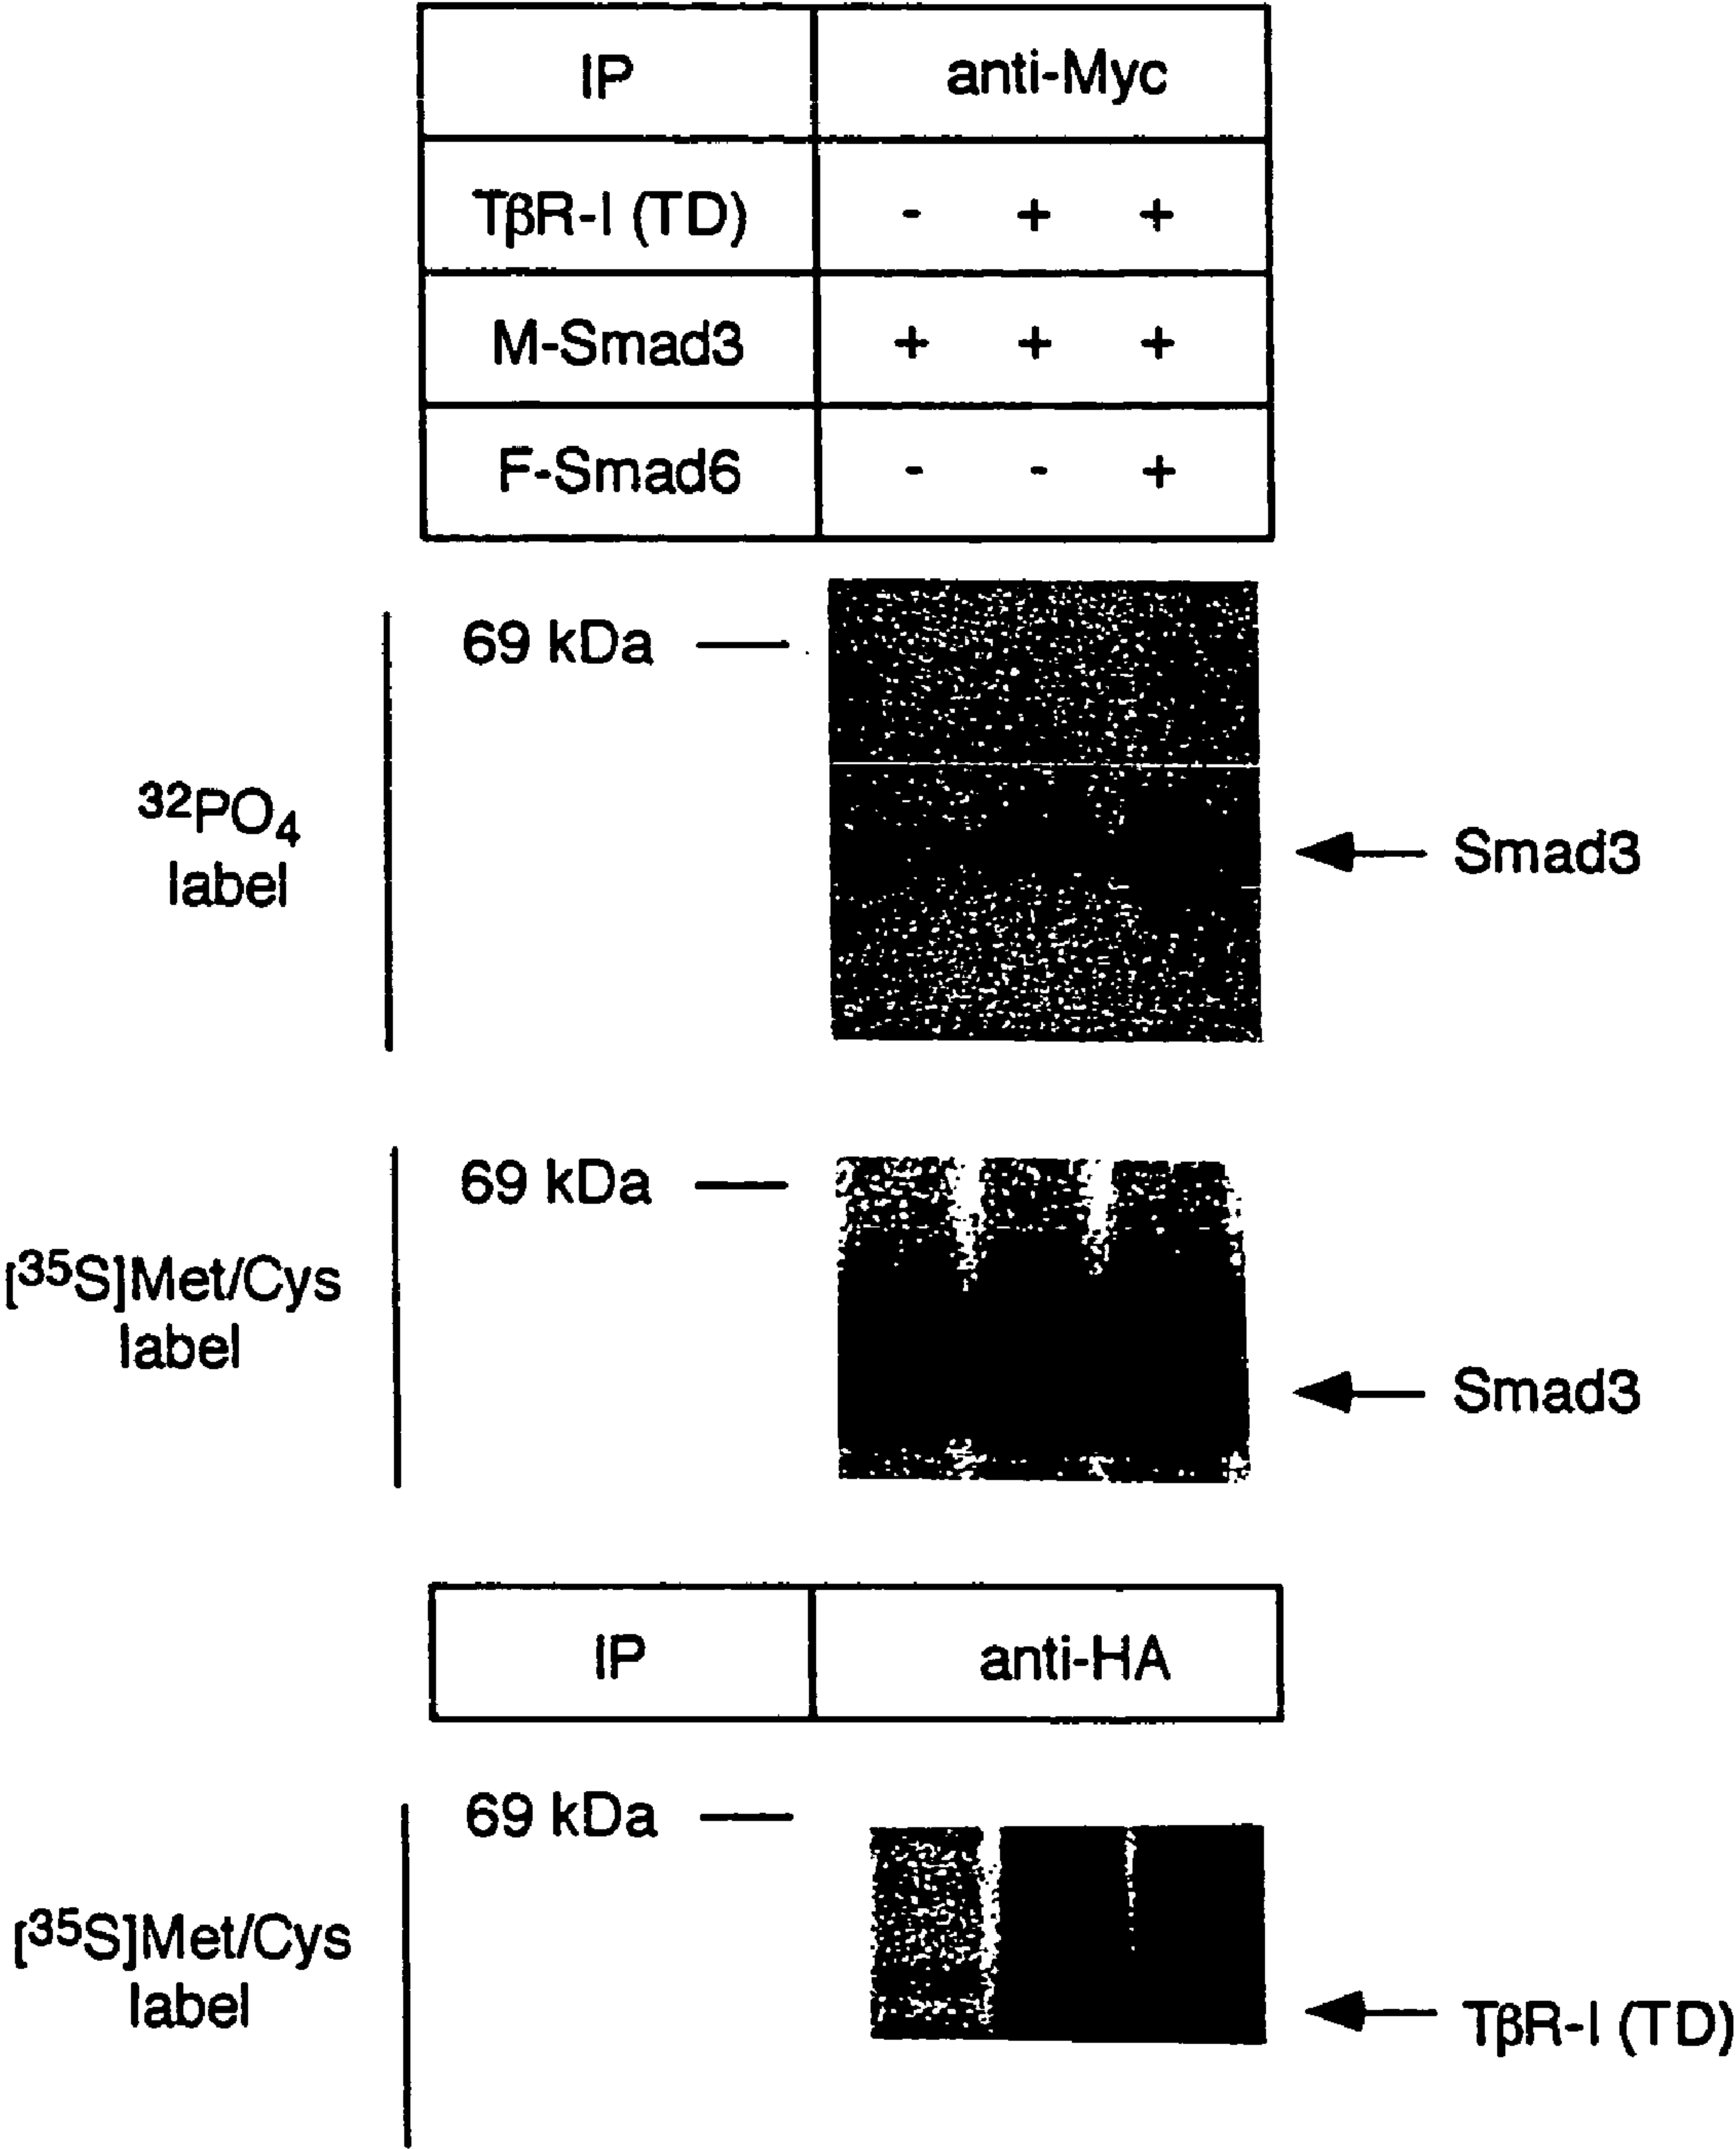 IP anti-Myc
TβR-I (TD) - + +
M-Smad3 + + +
F-Smad6 - - +
69 kDa
³²PO₄
label
Smad3
69 kDa
[³⁵S]Met/Cys
label
Smad3
IP anti-HA
69 kDa
[³⁵S]Met/Cys
label
TβR-I (TD)